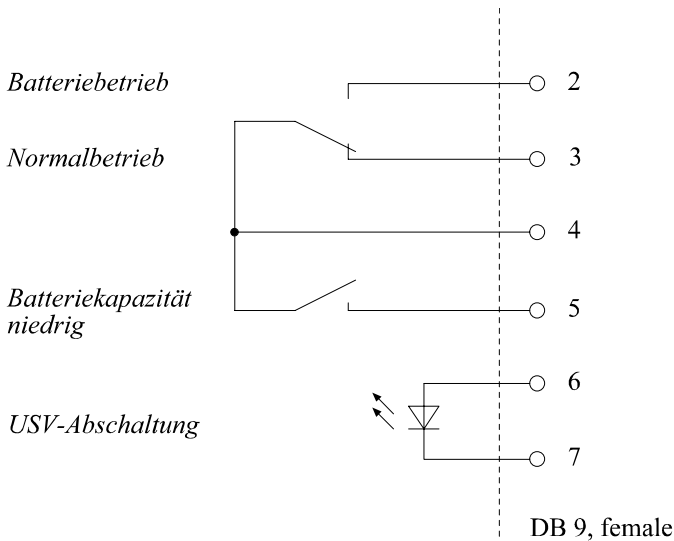 Batteriebetrieb 2
Normalbetrieb 3
4
Batteriekapazität
niedrig
5
USV-Abschaltung
6
7
DB 9, female